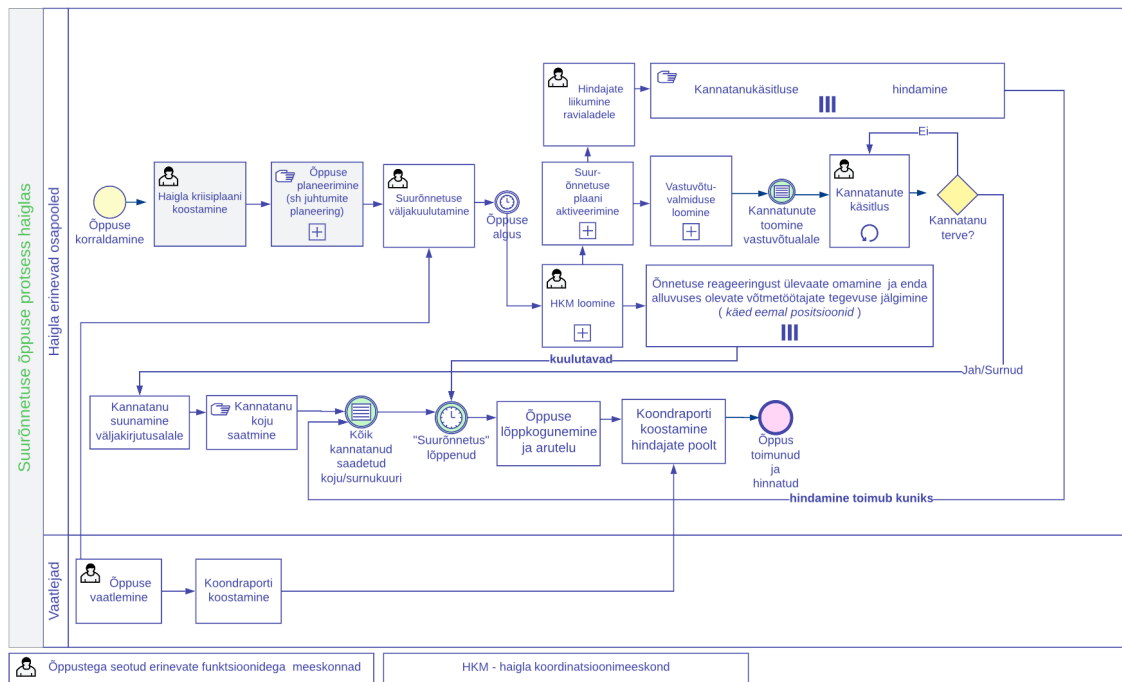 Suurõnnetuse õppuse protsess haiglas
Haigla erinevad osapooled
Õppuse
korraldamine
Haigla kriisiplaani
koostamine
Õppuse
planeerimine
(sh juhtumite
planeering)
Suurõnnetuse
väljakuulutamine
Õppuse
algus
Hindajate
liikumine
ravialadele
Kannatanukäsitluse hindamine
Suur-
õnnetuse
plaani
aktiveerimine
Vastuvõtu-
valmiduse
loomine
Kannatunute
toomine
vastuvõtualale
Kannatanute
käsitlus
Ei
Kannatanu
terve?
HKM loomine
Õnnetuse reageeringust ülevaate omamine ja enda
alluvuses olevate võtmetöötajate tegevuse jälgimine
( käed eemal positsioonid )
kuulutavad
Jah/Surnud
Kannatanu
suunamine
väljakirjutusalale
Kannatanu
koju
saatmine
Kõik
kannatanud
saadetud
koju/surnukuuri
"Suurõnnetus"
lõppenud
Õppuse
lõppkogunemine
ja arutelu
Koondraporti
koostamine
hindajate poolt
Õppus
toimunud
ja
hinnatud
hindamine toimub kuniks
Vaatlejad
Õppuse
vaatlemine
Koondraporti
koostamine
Õppustega seotud erinevate funktsioonidega meeskonnad
HKM - haigla koordinatsioonimeeskond